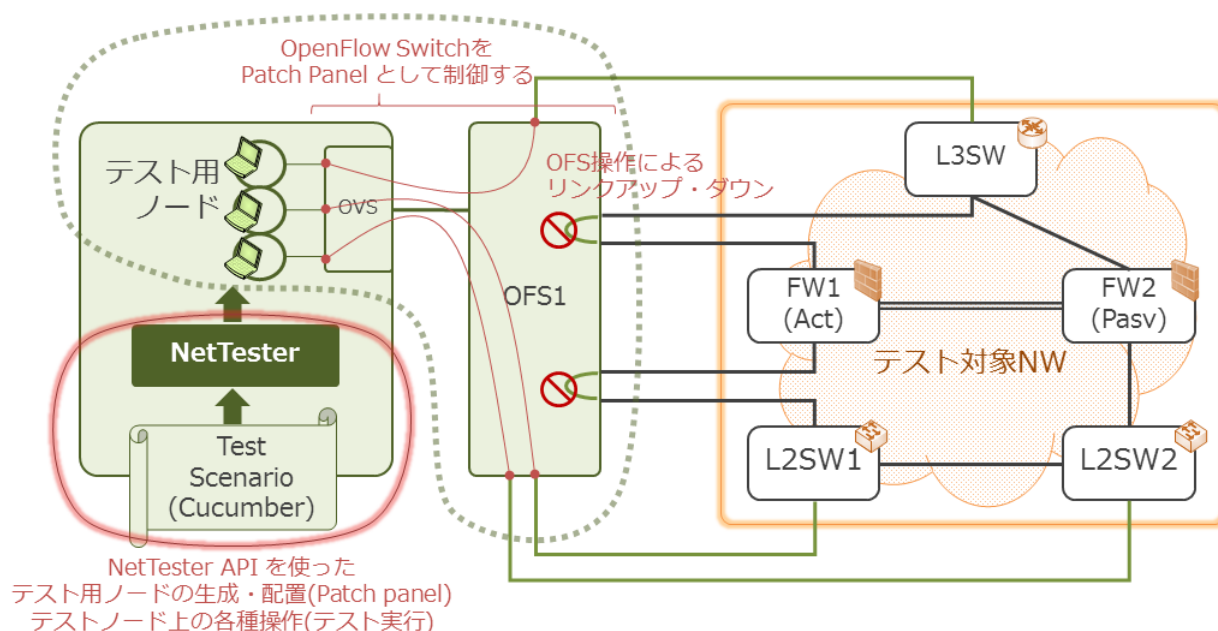 OpenFlow Switchを
Patch Panel として制御する
テスト用
ノード
OVS
OFS操作による
リンクアップ・ダウン
L3SW
OFS1
FW1
(Act)
FW2
(Pasv)
テスト対象NW
NetTester
Test
Scenario
(Cucumber)
L2SW1
L2SW2
NetTester API を使った
テスト用ノードの生成・配置(Patch panel)
テストノード上の各種操作(テスト実行)